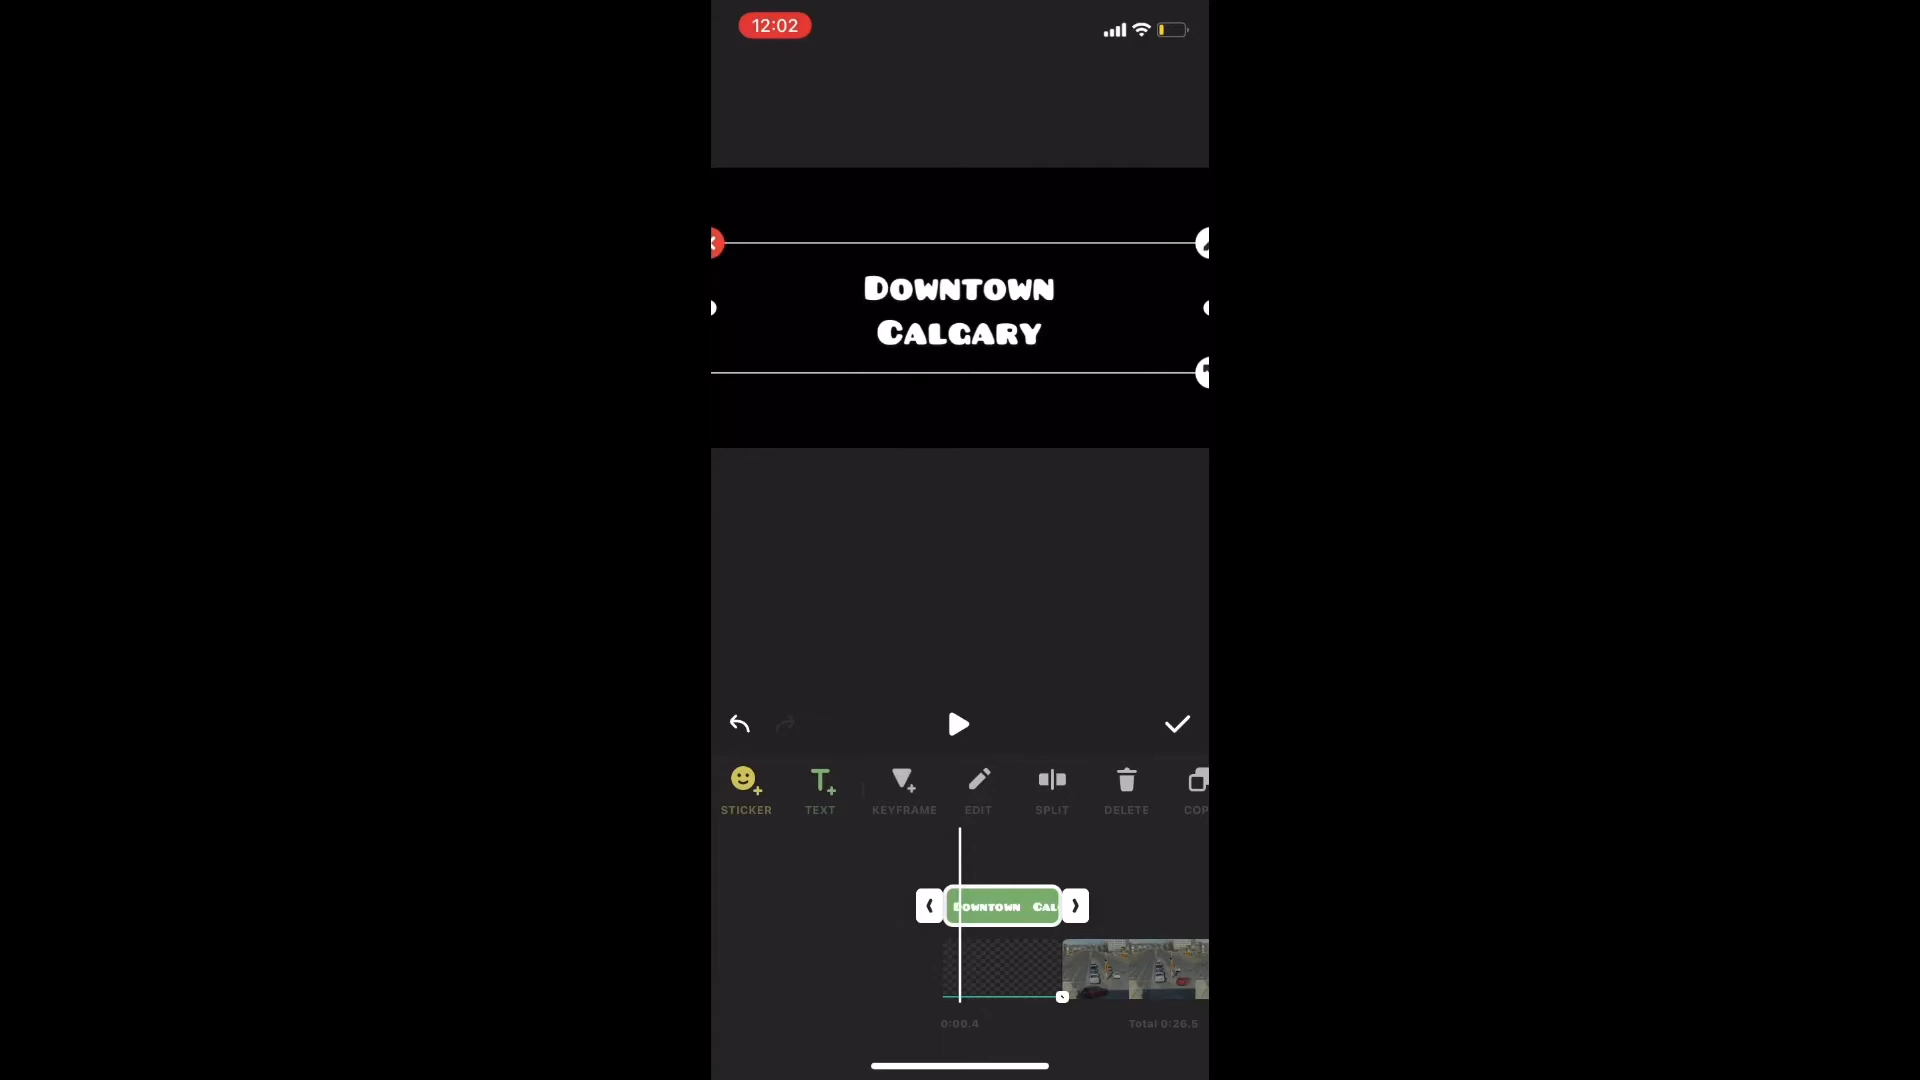 12:02
Downtown
Calgary
STICKER TEXT KEYFRAME EDIT SPLIT DELETE COP
Downtown Cal
0:00.4 Total 0:26.5